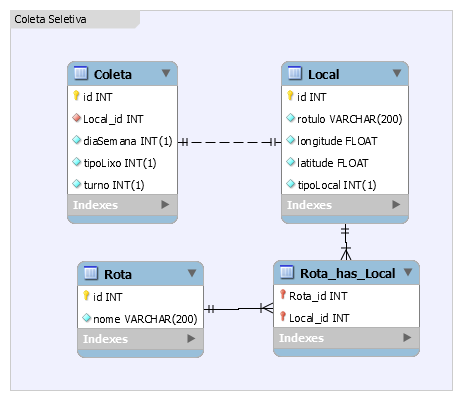 Coleta Seletiva
Coleta
id INT
Local_id INT
diaSemana INT(1)
tipoLixo INT(1)
turno INT(1)
Indexes
Local
id INT
rotulo VARCHAR(200)
longitude FLOAT
latitude FLOAT
tipoLocal INT(1)
Indexes
Rota
id INT
nome VARCHAR(200)
Indexes
Rota_has_Local
Rota_id INT
Local_id INT
Indexes